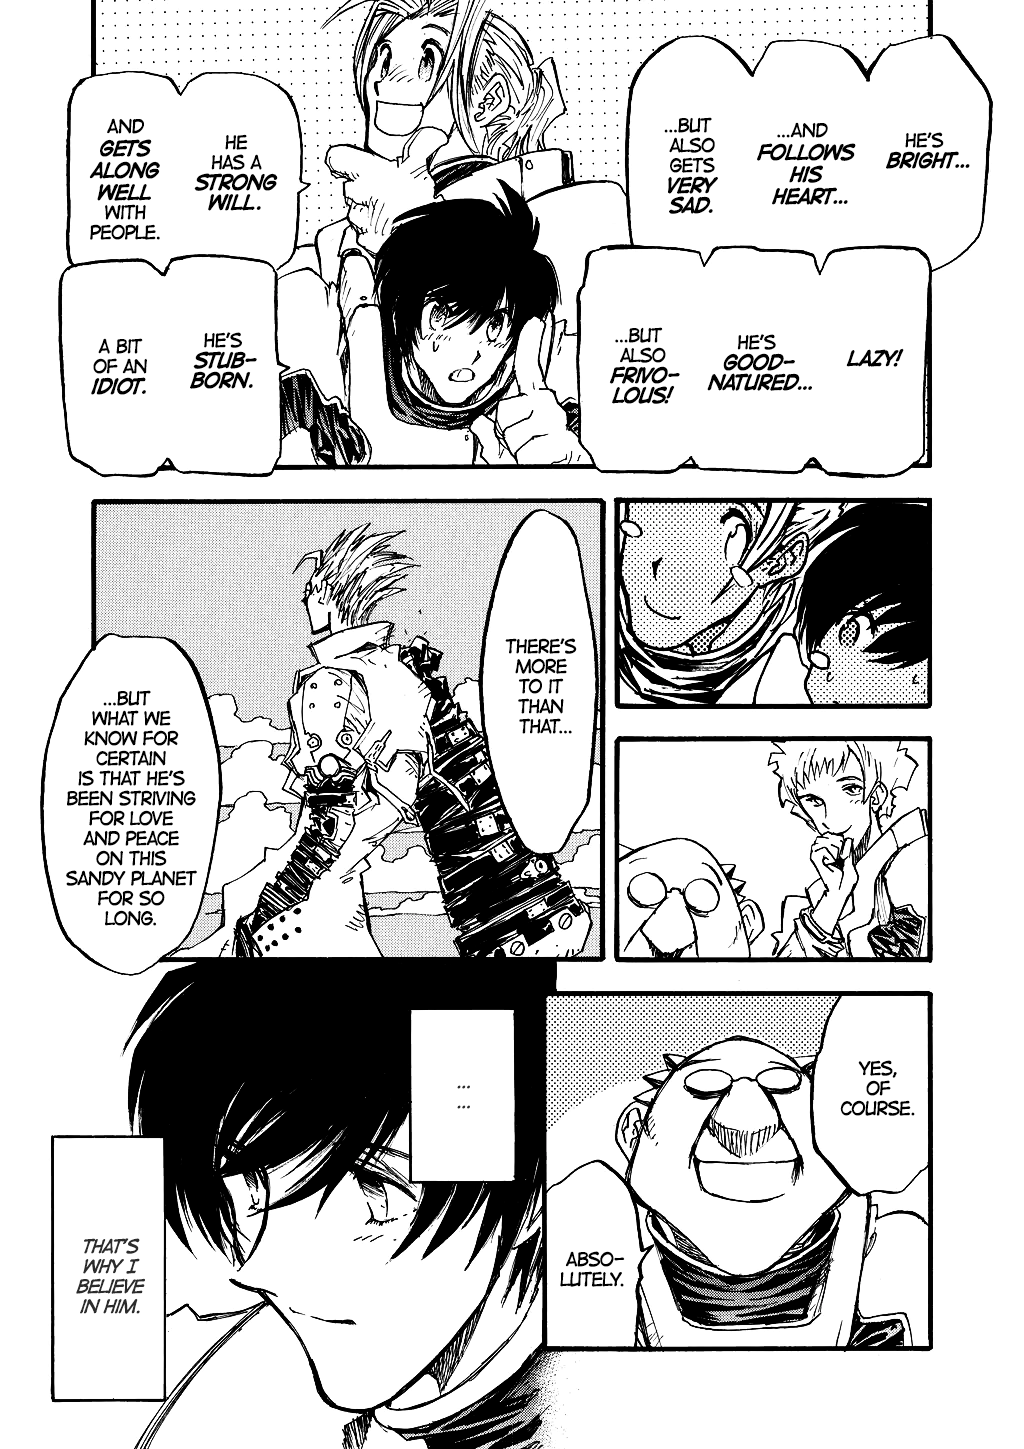 HE'S
BRIGHT...
...AND
FOLLOWS
HIS
HEART...
...BUT
ALSO
GETS
VERY
SAD.
HE
HAS A
STRONG
WILL.
AND
GETS
ALONG
WELL
WITH
PEOPLE.
LAZY!
HE'S
GOOD-
NATURED...
...BUT
ALSO
FRIVO-
LOUS!
HE'S
STUB-
BORN.
A BIT
OF AN
IDIOT.
THERE'S
MORE
TO IT
THAN
THAT...
...BUT
WHAT WE
KNOW FOR
CERTAIN
IS THAT HE'S
BEEN STRIVING
FOR LOVE
AND PEACE
ON THIS
SANDY PLANET
FOR SO
LONG.
YES,
OF
COURSE.
ABSO-
LUTELY.
...
...
THAT'S
WHY I
BELIEVE
IN HIM.